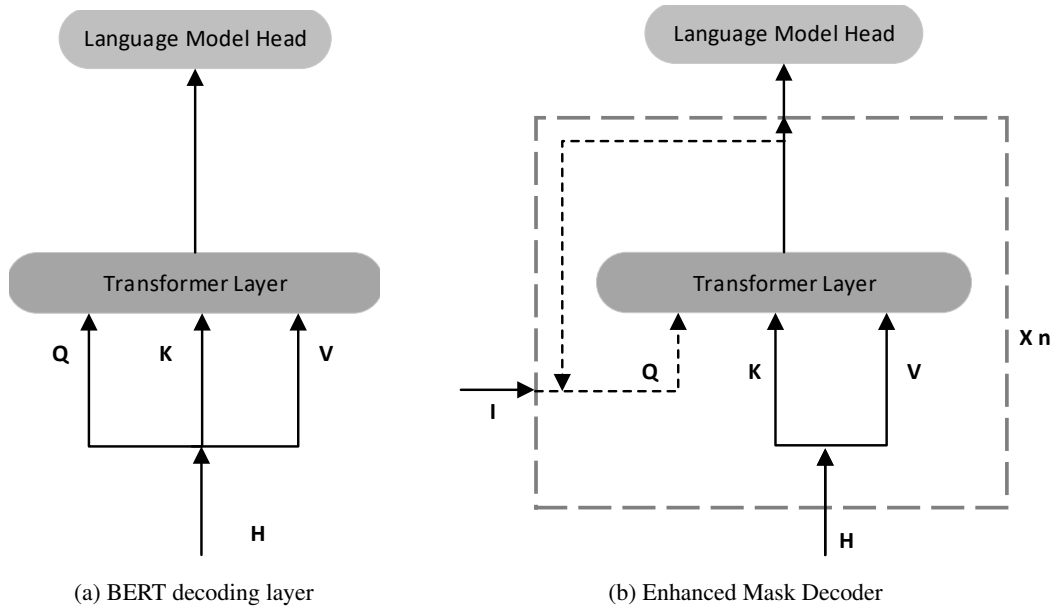 Language Model Head
Transformer Layer
Q
K
V
H
(a) BERT decoding layer
Language Model Head
Transformer Layer
Q
K
V
X n
I
H
(b) Enhanced Mask Decoder